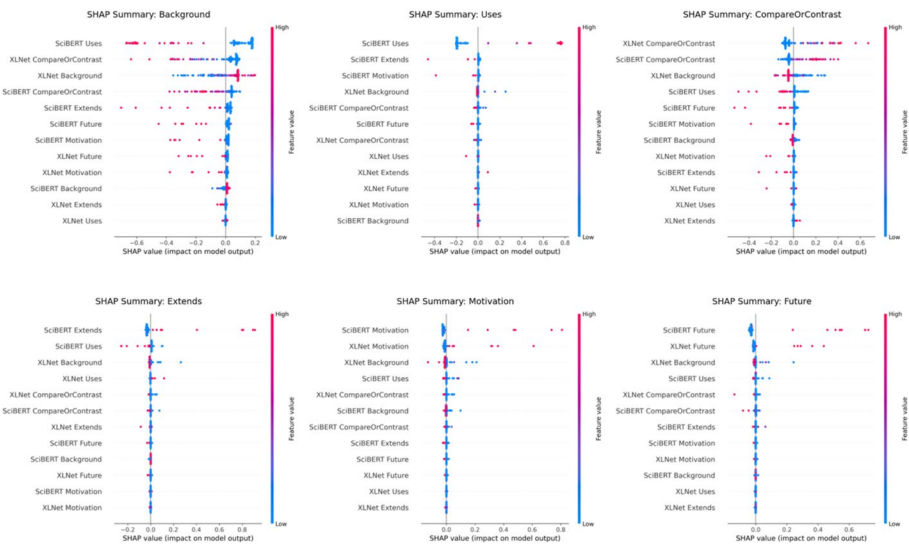 SHAP Summary: Background
High
SciBERT Uses
XLNet CompareOrContrast
XLNet Background
SciBERT CompareOrContrast
SciBERT Extends
SciBERT Future
SciBERT Motivation
XLNet Future
XLNet Motivation
SciBERT Background
XLNet Extends
XLNet Uses
Feature value
Low
−0.6 −0.4 −0.2 0.0 0.2
SHAP value (impact on model output)
SHAP Summary: Uses
High
SciBERT Uses
SciBERT Extends
SciBERT Motivation
XLNet Background
SciBERT CompareOrContrast
SciBERT Future
XLNet CompareOrContrast
XLNet Uses
XLNet Extends
XLNet Future
XLNet Motivation
SciBERT Background
Feature value
Low
−0.4 −0.2 0.0 0.2 0.4 0.6 0.8
SHAP value (impact on model output)
SHAP Summary: CompareOrContrast
High
XLNet CompareOrContrast
SciBERT CompareOrContrast
XLNet Background
SciBERT Uses
SciBERT Future
SciBERT Motivation
SciBERT Background
XLNet Motivation
SciBERT Extends
XLNet Future
XLNet Uses
XLNet Extends
Feature value
Low
−0.4 −0.2 0.0 0.2 0.4 0.6
SHAP value (impact on model output)
SHAP Summary: Extends
High
SciBERT Extends
SciBERT Uses
XLNet Background
XLNet Uses
XLNet CompareOrContrast
SciBERT CompareOrContrast
XLNet Extends
SciBERT Future
SciBERT Background
XLNet Future
SciBERT Motivation
XLNet Motivation
Feature value
Low
−0.2 0.0 0.2 0.4 0.6 0.8
SHAP value (impact on model output)
SHAP Summary: Motivation
High
SciBERT Motivation
XLNet Motivation
XLNet Background
SciBERT Uses
XLNet CompareOrContrast
SciBERT Background
SciBERT CompareOrContrast
SciBERT Extends
SciBERT Future
XLNet Future
XLNet Uses
XLNet Extends
Feature value
Low
0.0 0.2 0.4 0.6 0.8
SHAP value (impact on model output)
SHAP Summary: Future
High
SciBERT Future
XLNet Future
XLNet Background
SciBERT Uses
XLNet CompareOrContrast
SciBERT CompareOrContrast
SciBERT Extends
SciBERT Motivation
XLNet Motivation
SciBERT Background
XLNet Uses
XLNet Extends
Feature value
Low
0.0 0.2 0.4 0.6
SHAP value (impact on model output)